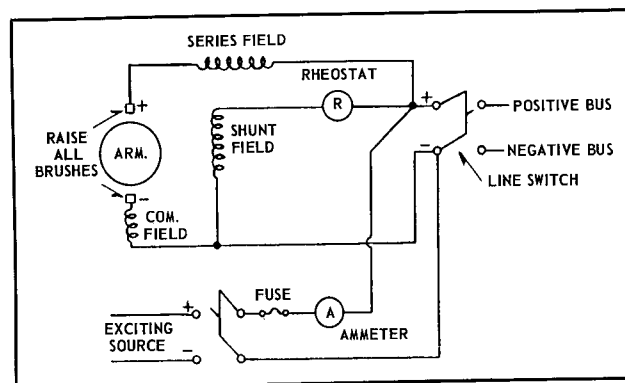 SERIES FIELD
RHEOSTAT
R
+
POSITIVE BUS
+
RAISE
ALL
BRUSHES
ARM.
SHUNT
FIELD
-
NEGATIVE BUS
LINE SWITCH
-
COM.
FIELD
FUSE
+
A
EXCITING
SOURCE
AMMETER
-